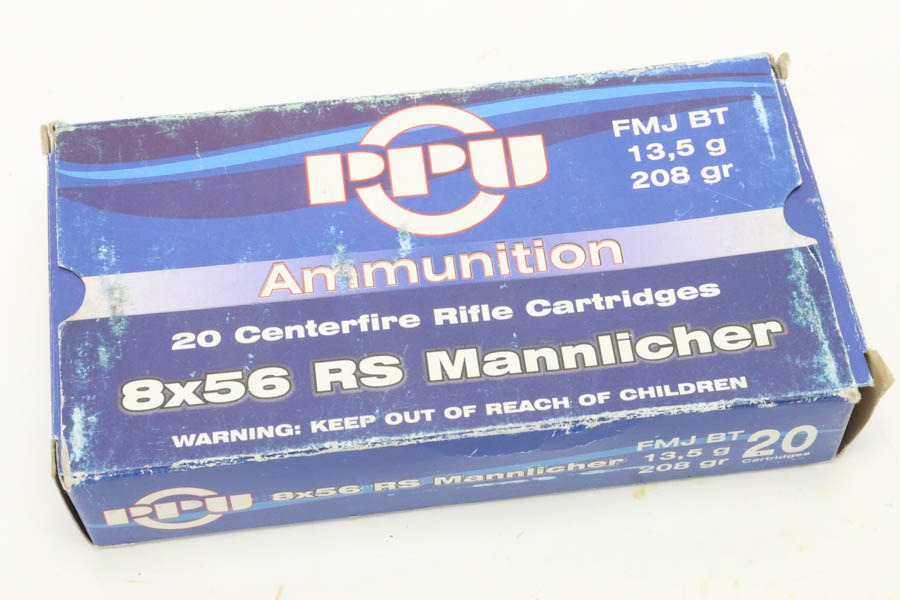 PPU
FMJ BT
13,5 g
208 gr
Ammunition
20 Centerfire Rifle Cartridges
8x56 RS Mannlicher
WARNING: KEEP OUT OF REACH OF CHILDREN
PPU
8x56 RS Mannlicher
FMJ BT
13,5 g
208 gr
20
Cartridges